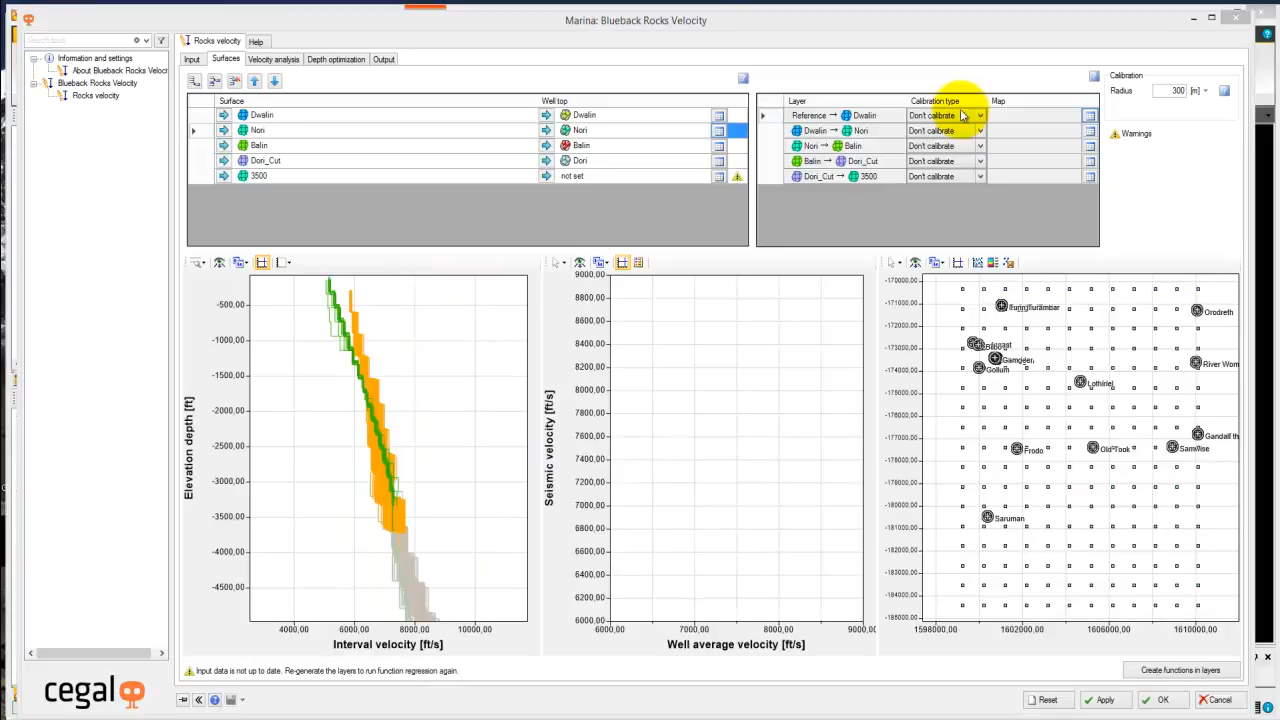 Marina: Blueback Rocks Velocity
Search tools
Information and settings
About Blueback Rocks Veloci
Blueback Rocks Velocity
Rocks velocity
Rocks velocity Help
Input Surfaces Velocity analysis Depth optimization Output
Surface Well top
Dwalin Dwalin
Nori Nori
Balin Balin
Dori_Cut Dori
3500 not set
Layer Calibration type Map
Reference → Dwalin Don't calibrate
Dwalin → Nori Don't calibrate
Nori → Balin Don't calibrate
Balin → Dori_Cut Don't calibrate
Dori_Cut → 3500 Don't calibrate
Calibration
Radius 300 [m]
Warnings
-500,00
-1000,00
-1500,00
-2000,00
-2500,00
-3000,00
-3500,00
-4000,00
-4500,00
Elevation depth [ft]
4000,00 6000,00 8000,00 10000,00
Interval velocity [ft/s]
9000,00
8800,00
8600,00
8400,00
8200,00
8000,00
7800,00
7600,00
7400,00
7200,00
7000,00
6800,00
6600,00
6400,00
6200,00
6000,00
Seismic velocity [ft/s]
6000,00 7000,00 8000,00 9000,00
Well average velocity [ft/s]
-170000,00
-171000,00
-172000,00
-173000,00
-174000,00
-175000,00
-176000,00
-177000,00
-178000,00
-179000,00
-180000,00
-181000,00
-182000,00
-183000,00
-184000,00
-185000,00
Orodreth
Gollum
River Wom
Lothiriel
Gandalf th
Frodo
Old Took
Samwise
Saruman
1598000,00 1602000,00 1606000,00 1610000,00
Input data is not up to date. Re-generate the layers to run function regression again.
Create functions in layers
cegal
Reset Apply OK Cancel